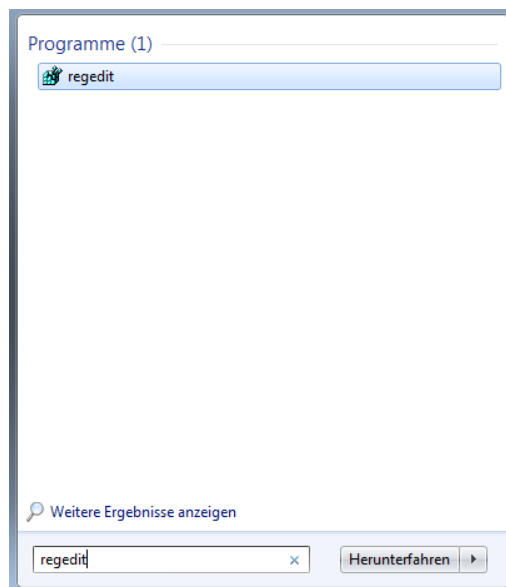 Programme (1)
regedit
Weitere Ergebnisse anzeigen
regedit
Herunterfahren